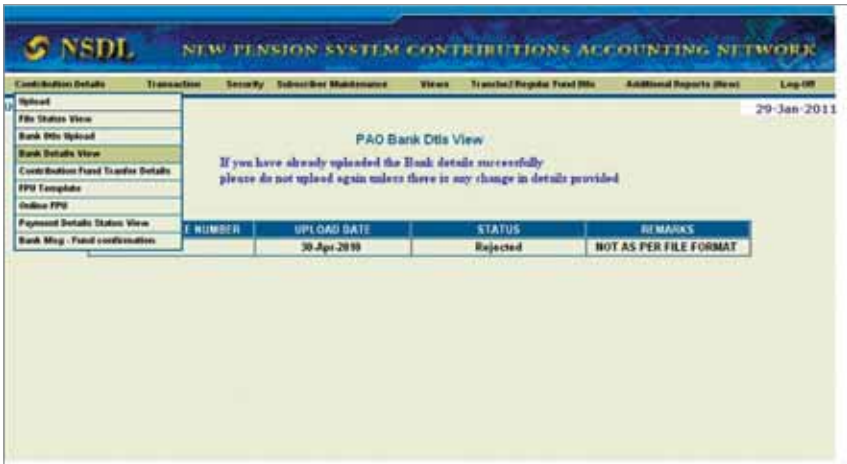 NSDL NEW PENSION SYSTEM CONTRIBUTIONS ACCOUNTING NETWORK
Contribution Details Transaction Security Subscriber Maintenance Views Tranche2 Regular Fund Dtls Additional Reports (New) Log-Off
29-Jan-2011
Upload
File Status View
Bank Dtls Upload
Bank Details View
Contribution Fund Tranfer Details
FPU Template
Online FPU
Payment Details Status View
Bank Msg - Fund confirmation
PAO Bank Dtls View
If you have already uploaded the Bank details successfully
please do not upload again unless there is any change in details provided
E NUMBER UPLOAD DATE STATUS REMARKS
30-Apr-2010 Rejected NOT AS PER FILE FORMAT